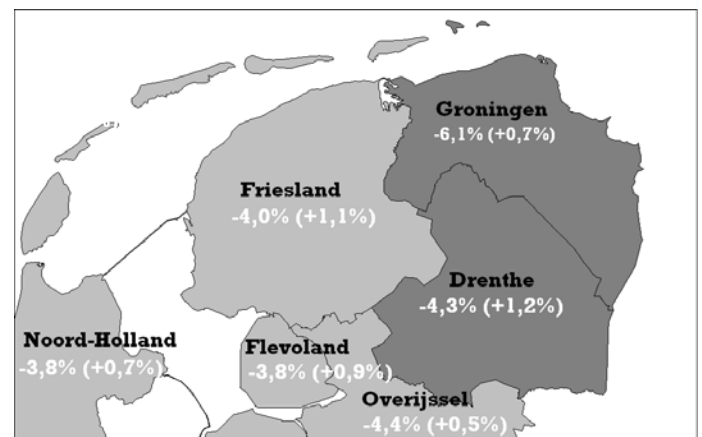 Groningen
-6,1% (+0,7%)
Friesland
-4,0% (+1,1%)
Drenthe
-4,3% (+1,2%)
Noord-Holland
-3,8% (+0,7%)
Flevoland
-3,8% (+0,9%)
Overijssel
-4,4% (+0,5%)